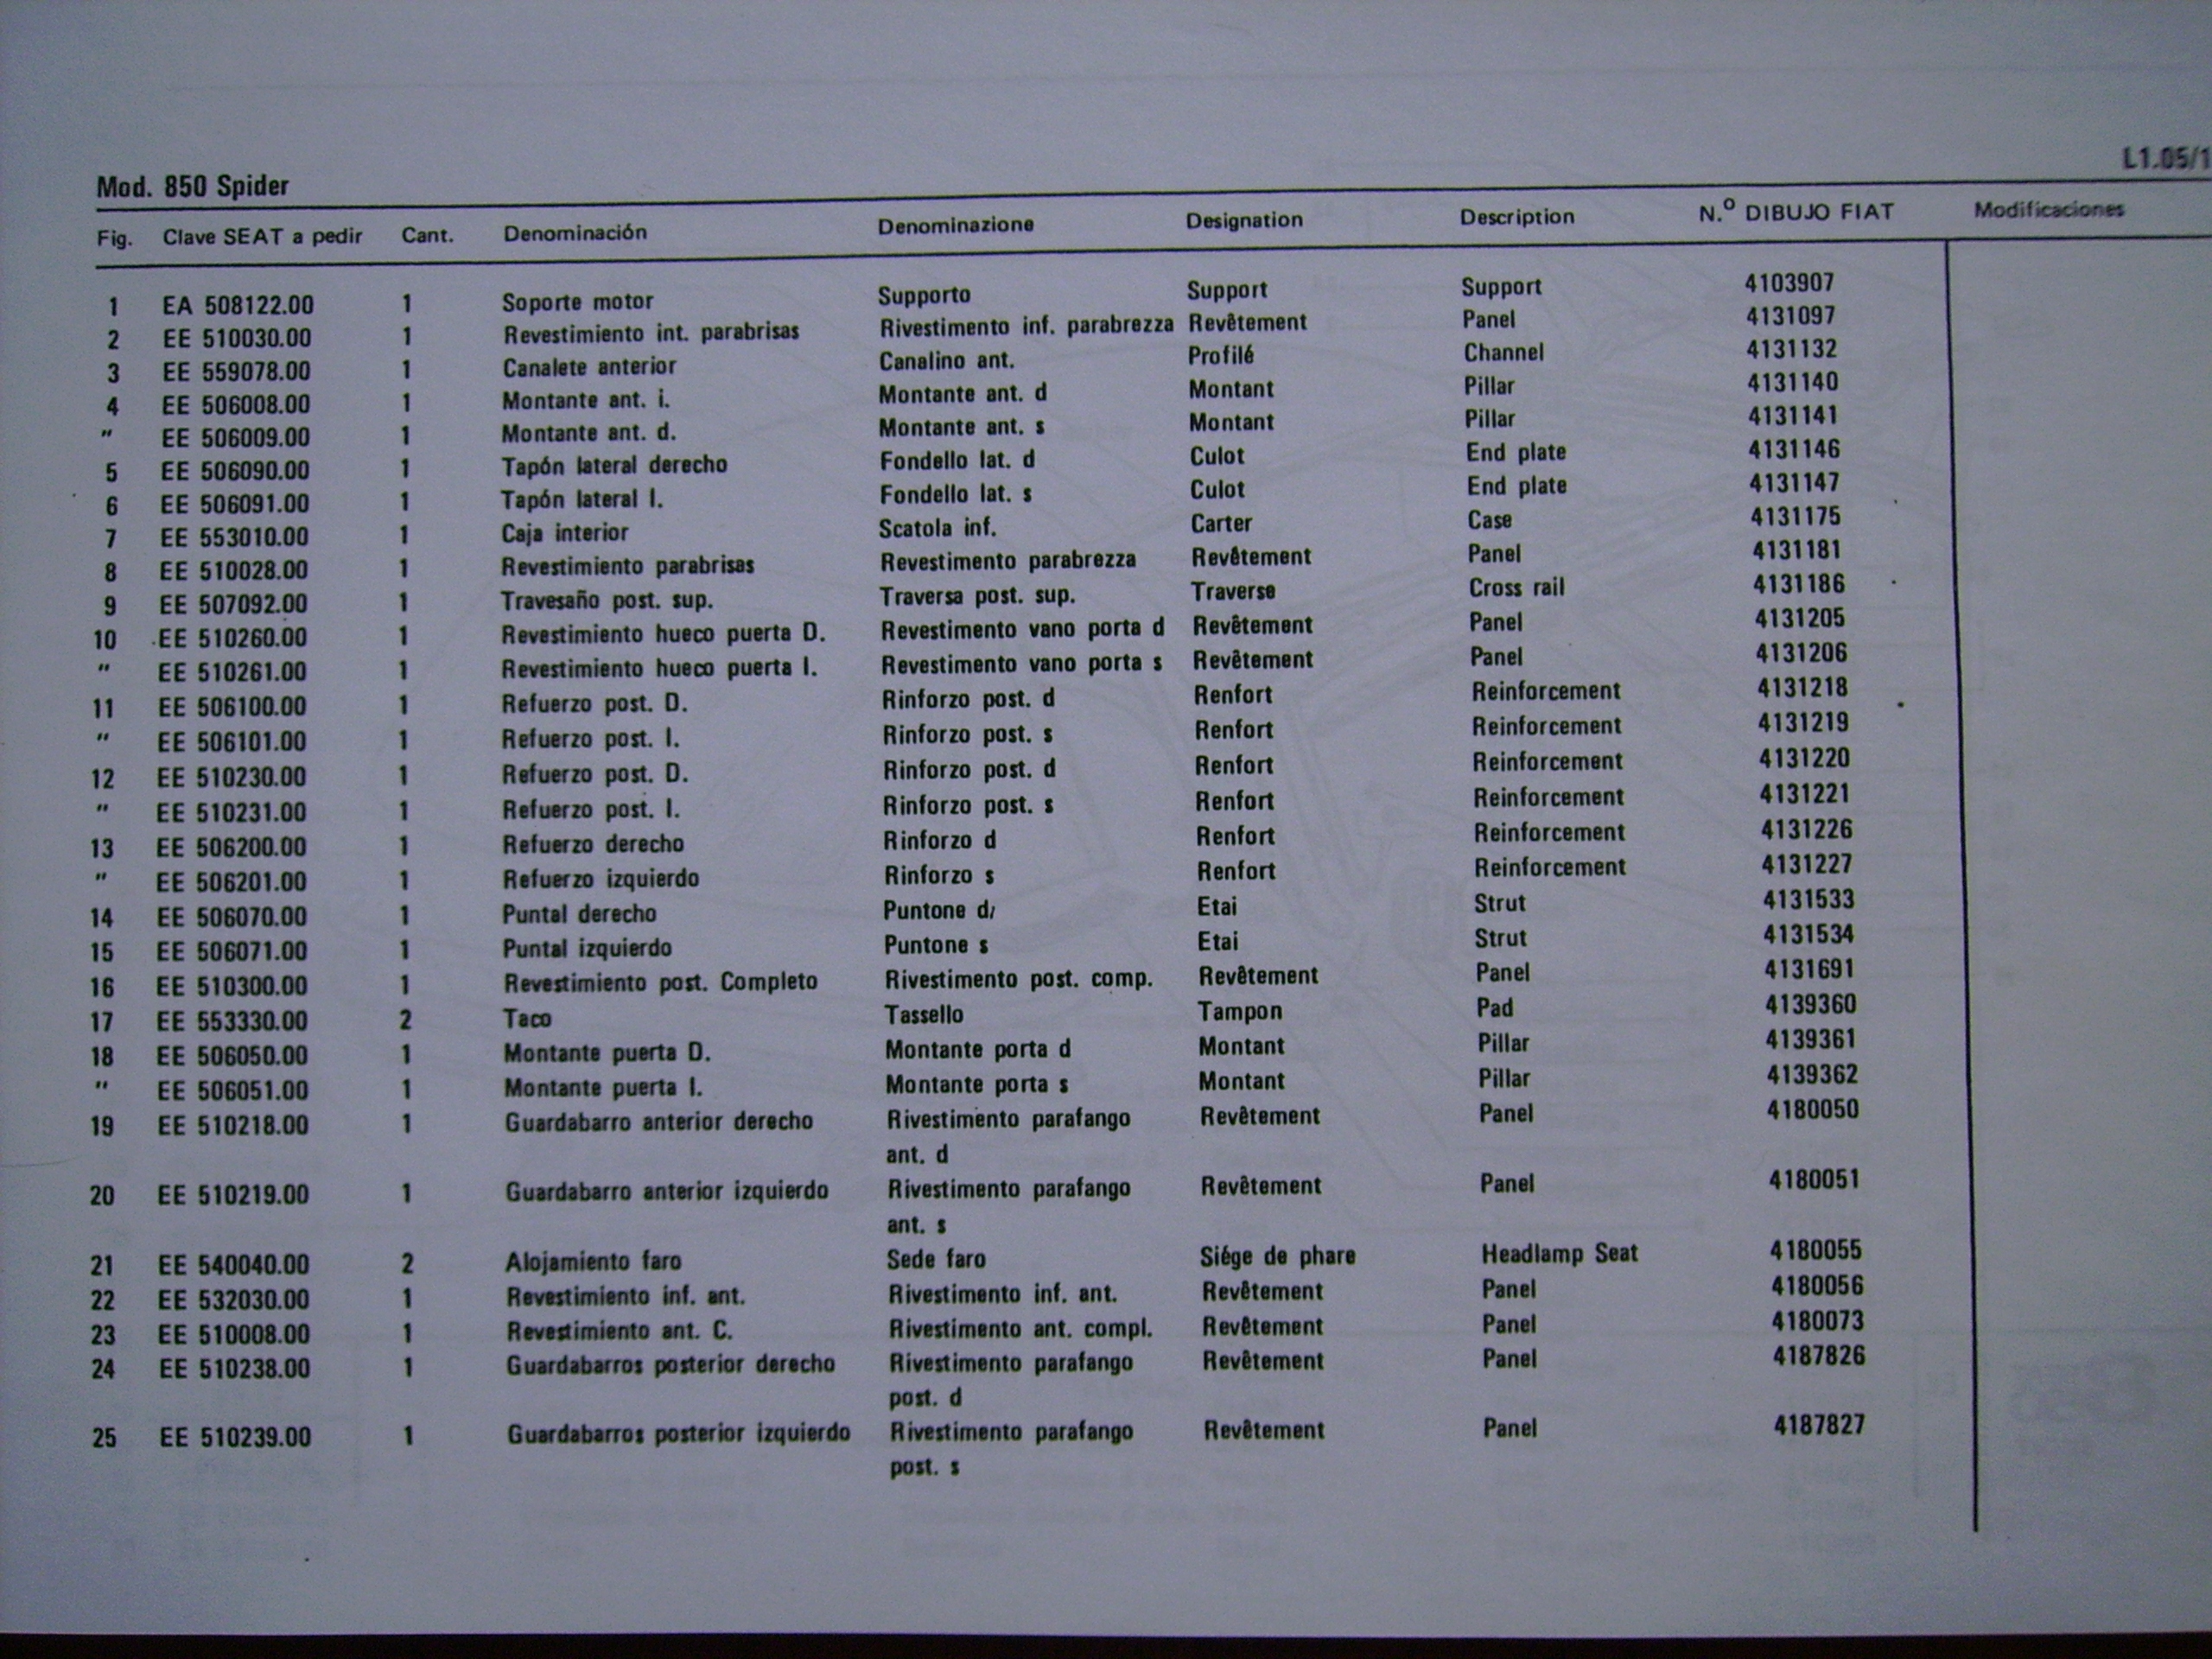 L1.05/1
Mod. 850 Spider
Fig. Clave SEAT a pedir Cant. Denominación Denominazione Designation Description N.º DIBUJO FIAT Modificaciones
1 EA 508122.00 1 Soporte motor Supporto Support Support 4103907
2 EE 510030.00 1 Revestimiento int. parabrisas Rivestimento inf. parabrezza Revêtement Panel 4131097
3 EE 559078.00 1 Canalete anterior Canalino ant. Profilé Channel 4131132
4 EE 506008.00 1 Montante ant. i. Montante ant. d Montant Pillar 4131140
" EE 506009.00 1 Montante ant. d. Montante ant. s Montant Pillar 4131141
5 EE 506090.00 1 Tapón lateral derecho Fondello lat. d Culot End plate 4131146
6 EE 506091.00 1 Tapón lateral I. Fondello lat. s Culot End plate 4131147
7 EE 553010.00 1 Caja interior Scatola inf. Carter Case 4131175
8 EE 510028.00 1 Revestimiento parabrisas Revestimento parabrezza Revêtement Panel 4131181
9 EE 507092.00 1 Travesaño post. sup. Traversa post. sup. Traverse Cross rail 4131186
10 EE 510260.00 1 Revestimiento hueco puerta D. Revestimento vano porta d Revêtement Panel 4131205
" EE 510261.00 1 Revestimiento hueco puerta I. Revestimento vano porta s Revêtement Panel 4131206
11 EE 506100.00 1 Refuerzo post. D. Rinforzo post. d Renfort Reinforcement 4131218
" EE 506101.00 1 Refuerzo post. I. Rinforzo post. s Renfort Reinforcement 4131219
12 EE 510230.00 1 Refuerzo post. D. Rinforzo post. d Renfort Reinforcement 4131220
" EE 510231.00 1 Refuerzo post. I. Rinforzo post. s Renfort Reinforcement 4131221
13 EE 506200.00 1 Refuerzo derecho Rinforzo d Renfort Reinforcement 4131226
" EE 506201.00 1 Refuerzo izquierdo Rinforzo s Renfort Reinforcement 4131227
14 EE 506070.00 1 Puntal derecho Puntone d/ Etai Strut 4131533
15 EE 506071.00 1 Puntal izquierdo Puntone s Etai Strut 4131534
16 EE 510300.00 1 Revestimiento post. Completo Rivestimento post. comp. Revêtement Panel 4131691
17 EE 553330.00 2 Taco Tassello Tampon Pad 4139360
18 EE 506050.00 1 Montante puerta D. Montante porta d Montant Pillar 4139361
" EE 506051.00 1 Montante puerta I. Montante porta s Montant Pillar 4139362
19 EE 510218.00 1 Guardabarro anterior derecho Rivestimento parafango Revêtement Panel 4180050
ant. d
20 EE 510219.00 1 Guardabarro anterior izquierdo Rivestimento parafango Revêtement Panel 4180051
ant. s
21 EE 540040.00 2 Alojamiento faro Sede faro Siége de phare Headlamp Seat 4180055
22 EE 532030.00 1 Revestimiento inf. ant. Rivestimento inf. ant. Revêtement Panel 4180056
23 EE 510008.00 1 Revestimiento ant. C. Rivestimento ant. compl. Revêtement Panel 4180073
24 EE 510238.00 1 Guardabarros posterior derecho Rivestimento parafango Revêtement Panel 4187826
post. d
25 EE 510239.00 1 Guardabarros posterior izquierdo Rivestimento parafango Revêtement Panel 4187827
post. s